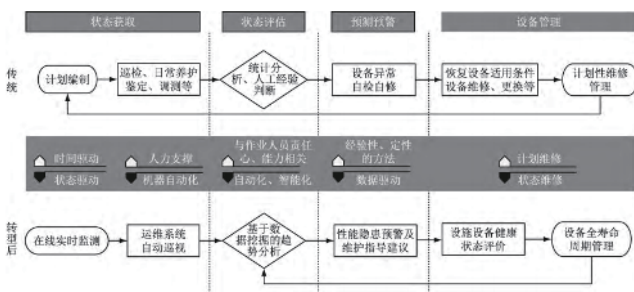 状态获取
状态评估
预测预警
设备管理
传统
计划编制
巡检、日常养护
鉴定、调测等
统计分
析、人工经验
判断
设备异常
自检自修
恢复设备适用条件
设备维修、更换等
计划性维修
管理
时间驱动
状态驱动
人力支撑
机器自动化
与作业人员责任
心、能力相关
自动化、智能化
经验性、定性
的方法
数据驱动
计划维修
状态维修
转型后
在线实时监测
运维系统
自动巡视
基于数
据挖掘的趋
势分析
性能隐患预警及
维护指导建议
设施设备健康
状态评价
设备全寿命
周期管理